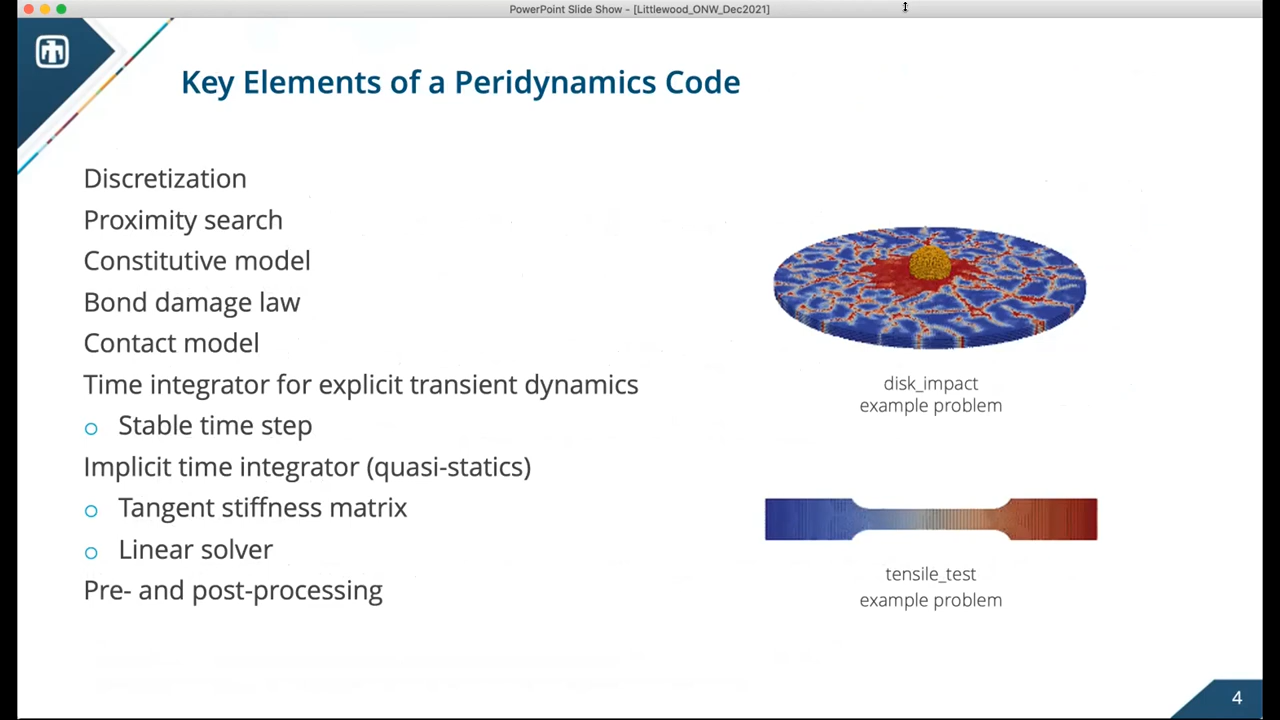 PowerPoint Slide Show - [Littlewood_ONW_Dec2021]
Key Elements of a Peridynamics Code
Discretization
Proximity search
Constitutive model
Bond damage law
Contact model
Time integrator for explicit transient dynamics
Stable time step
Implicit time integrator (quasi-statics)
Tangent stiffness matrix
Linear solver
Pre- and post-processing
disk_impact
example problem
tensile_test
example problem
4